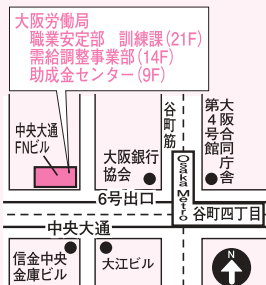 大阪労働局
職業安定部 訓練課(21F)
需給調整事業部(14F)
助成金センター(9F)
中央大通
FNビル
大阪銀行
協会
谷町筋
大阪合同庁舎
第4号館
Osaka Metro
6号出口
谷町四丁目
中央大通
信金中央
金庫ビル
大江ビル
N